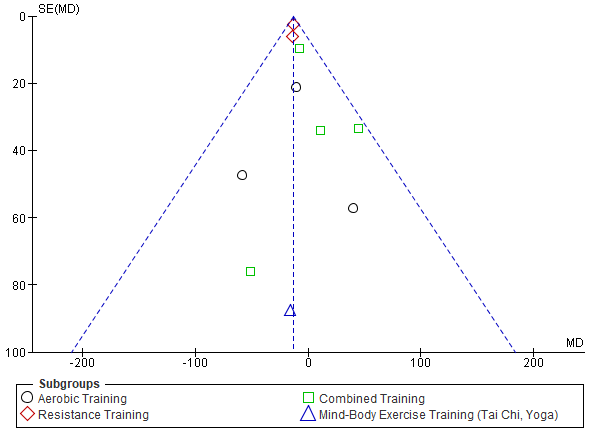 SE(MD)
0
20
40
60
80
100
MD
-200 -100 0 100 200
Subgroups
Aerobic Training Combined Training
Resistance Training Mind-Body Exercise Training (Tai Chi, Yoga)